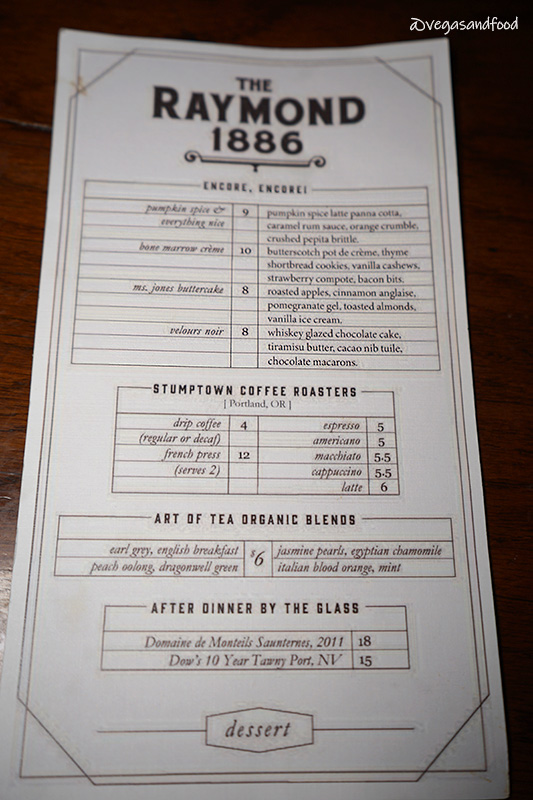 @vegasandfood
THE
RAYMOND
1886
ENCORE, ENCORE!
pumpkin spice & 9 pumpkin spice latte panna cotta,
everything nice caramel rum sauce, orange crumble,
crushed pepita brittle.
bone marrow crème 10 butterscotch pot de crème, thyme
shortbread cookies, vanilla cashews,
strawberry compote, bacon bits.
ms. jones buttercake 8 roasted apples, cinnamon anglaise,
pomegranate gel, toasted almonds,
vanilla ice cream.
velours noir 8 whiskey glazed chocolate cake,
tiramisu butter, cacao nib tuile,
chocolate macarons.
STUMPTOWN COFFEE ROASTERS
[ Portland, OR ]
drip coffee 4 espresso 5
(regular or decaf) americano 5
french press 12 macchiato 5.5
(serves 2) cappuccino 5.5
latte 6
ART OF TEA ORGANIC BLENDS
earl grey, english breakfast $6 jasmine pearls, egyptian chamomile
peach oolong, dragonwell green italian blood orange, mint
AFTER DINNER BY THE GLASS
Domaine de Monteils Saunternes, 2011 18
Dow's 10 Year Tawny Port, NV 15
dessert